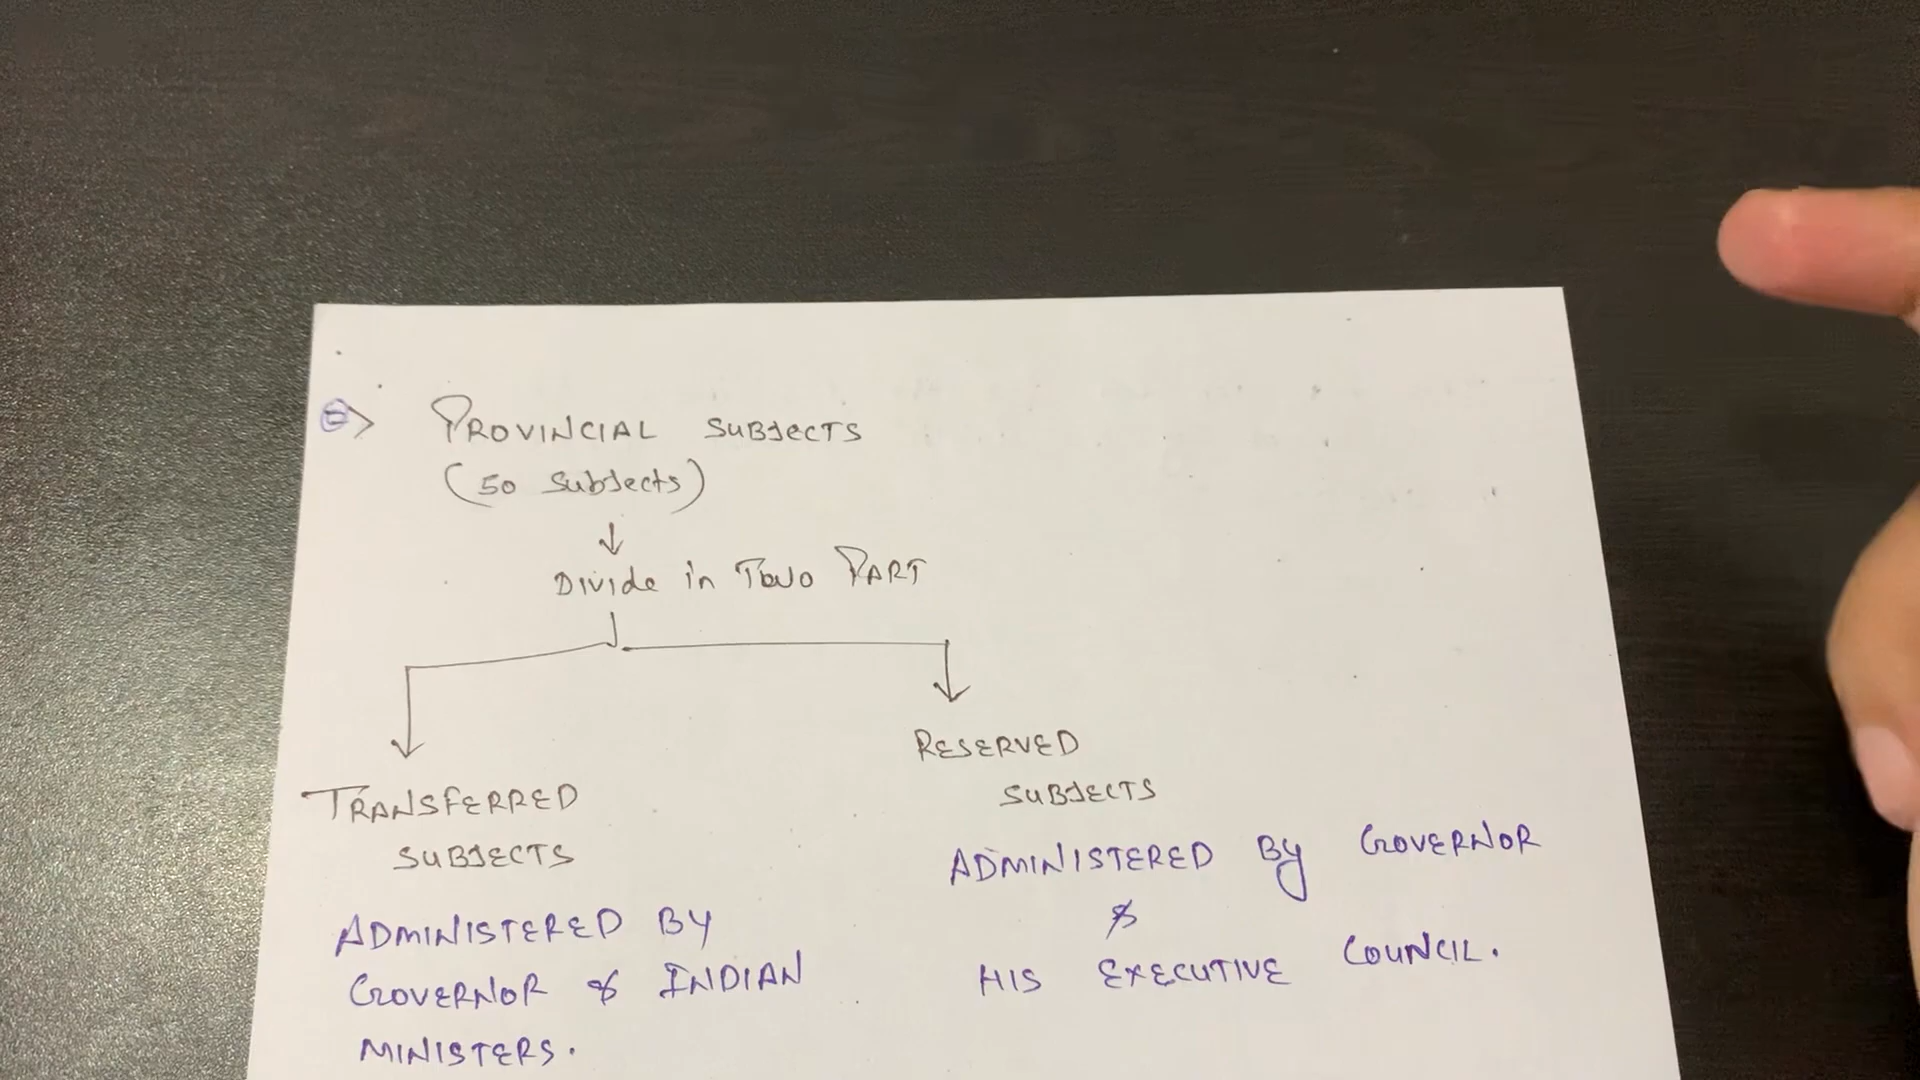 PROVINCIAL SUBJECTS
(50 Subjects)
↓
Divide in Two PART
TRANSFERRED
SUBJECTS
ADMINISTERED BY
GOVERNOR & INDIAN
MINISTERS.
RESERVED
SUBJECTS
ADMINISTERED By GOVERNOR
&
HIS EXECUTIVE COUNCIL.